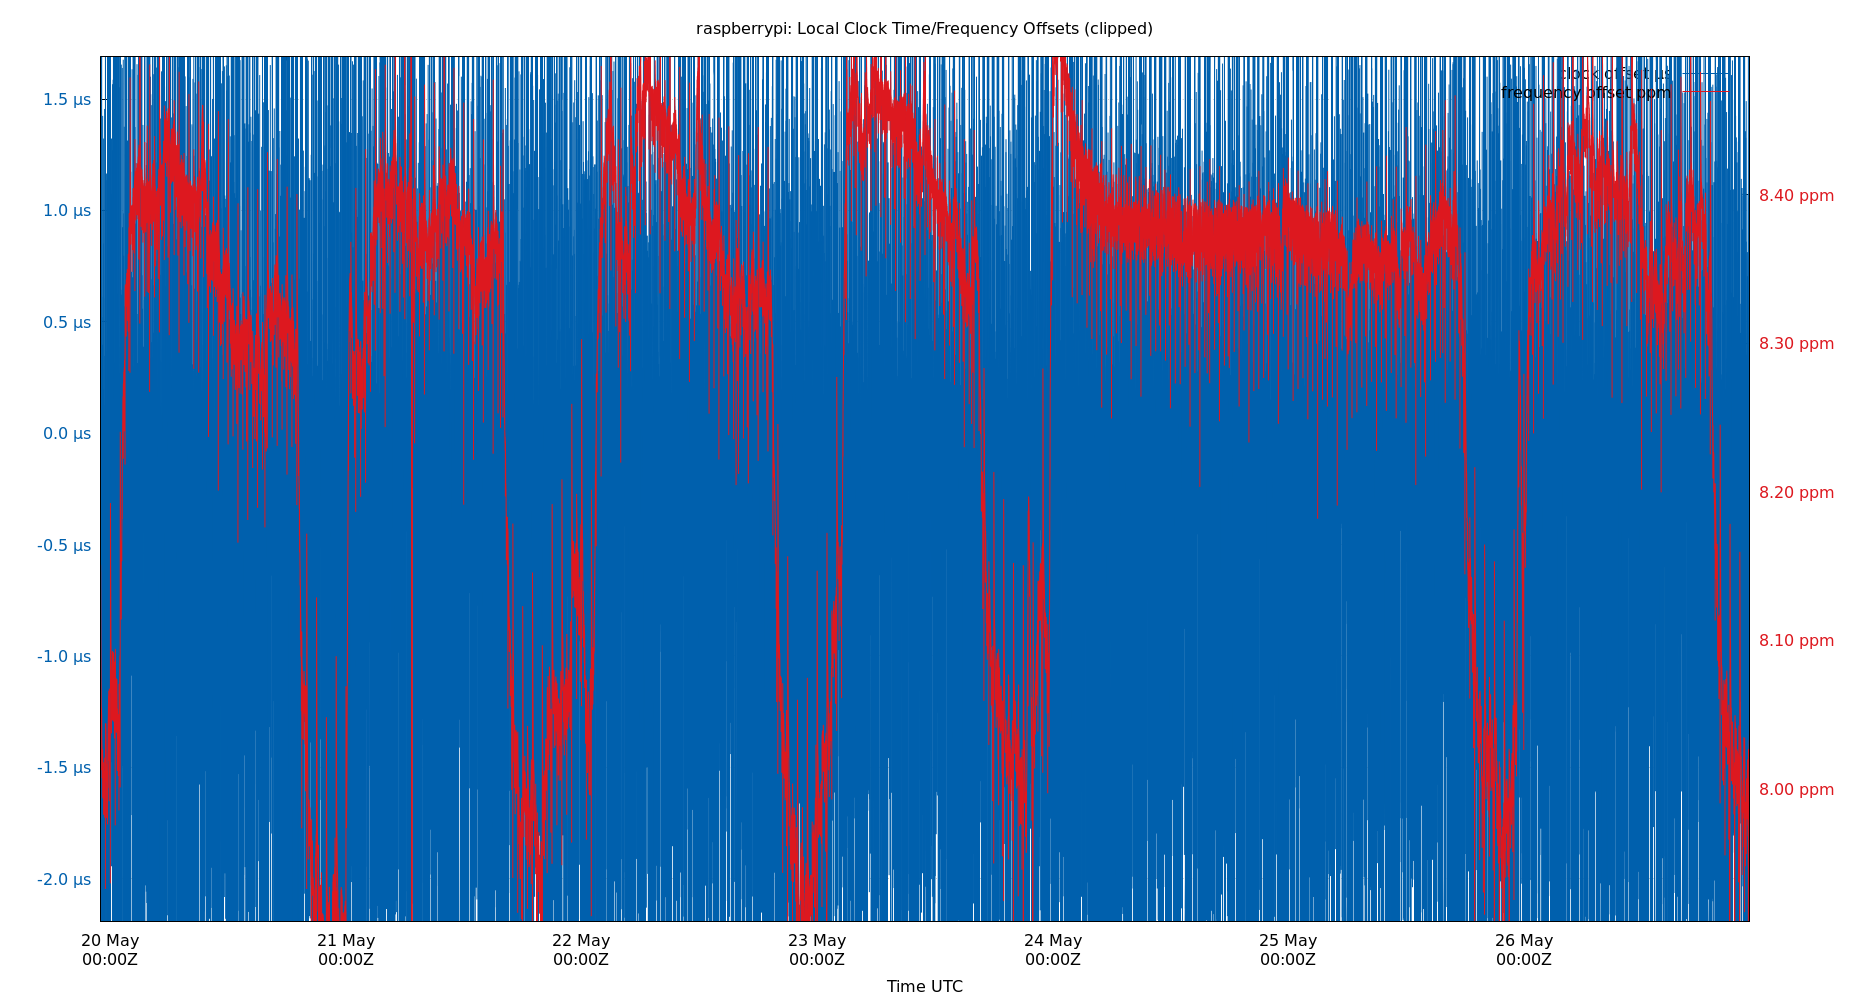 raspberrypi: Local Clock Time/Frequency Offsets (clipped)
clock offset µs
frequency offset ppm
1.5 µs
1.0 µs
0.5 µs
0.0 µs
-0.5 µs
-1.0 µs
-1.5 µs
-2.0 µs
8.40 ppm
8.30 ppm
8.20 ppm
8.10 ppm
8.00 ppm
20 May
00:00Z
21 May
00:00Z
22 May
00:00Z
23 May
00:00Z
24 May
00:00Z
25 May
00:00Z
26 May
00:00Z
Time UTC